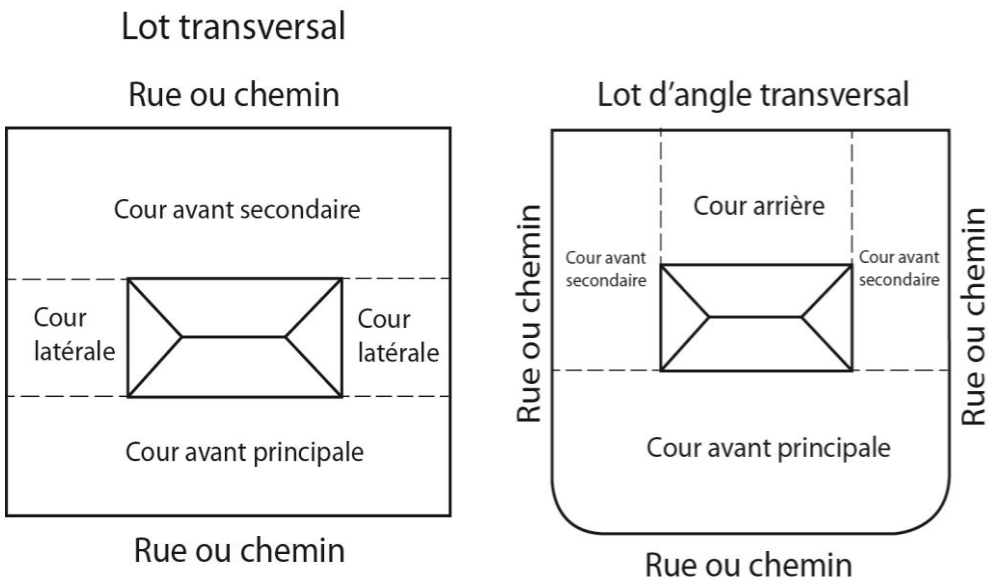 Lot transversal
Rue ou chemin
Cour avant secondaire
Cour
latérale
Cour
latérale
Cour avant principale
Rue ou chemin
Lot d'angle transversal
Rue ou chemin
Cour arrière
Cour avant
secondaire
Cour avant
secondaire
Rue ou chemin
Cour avant principale
Rue ou chemin